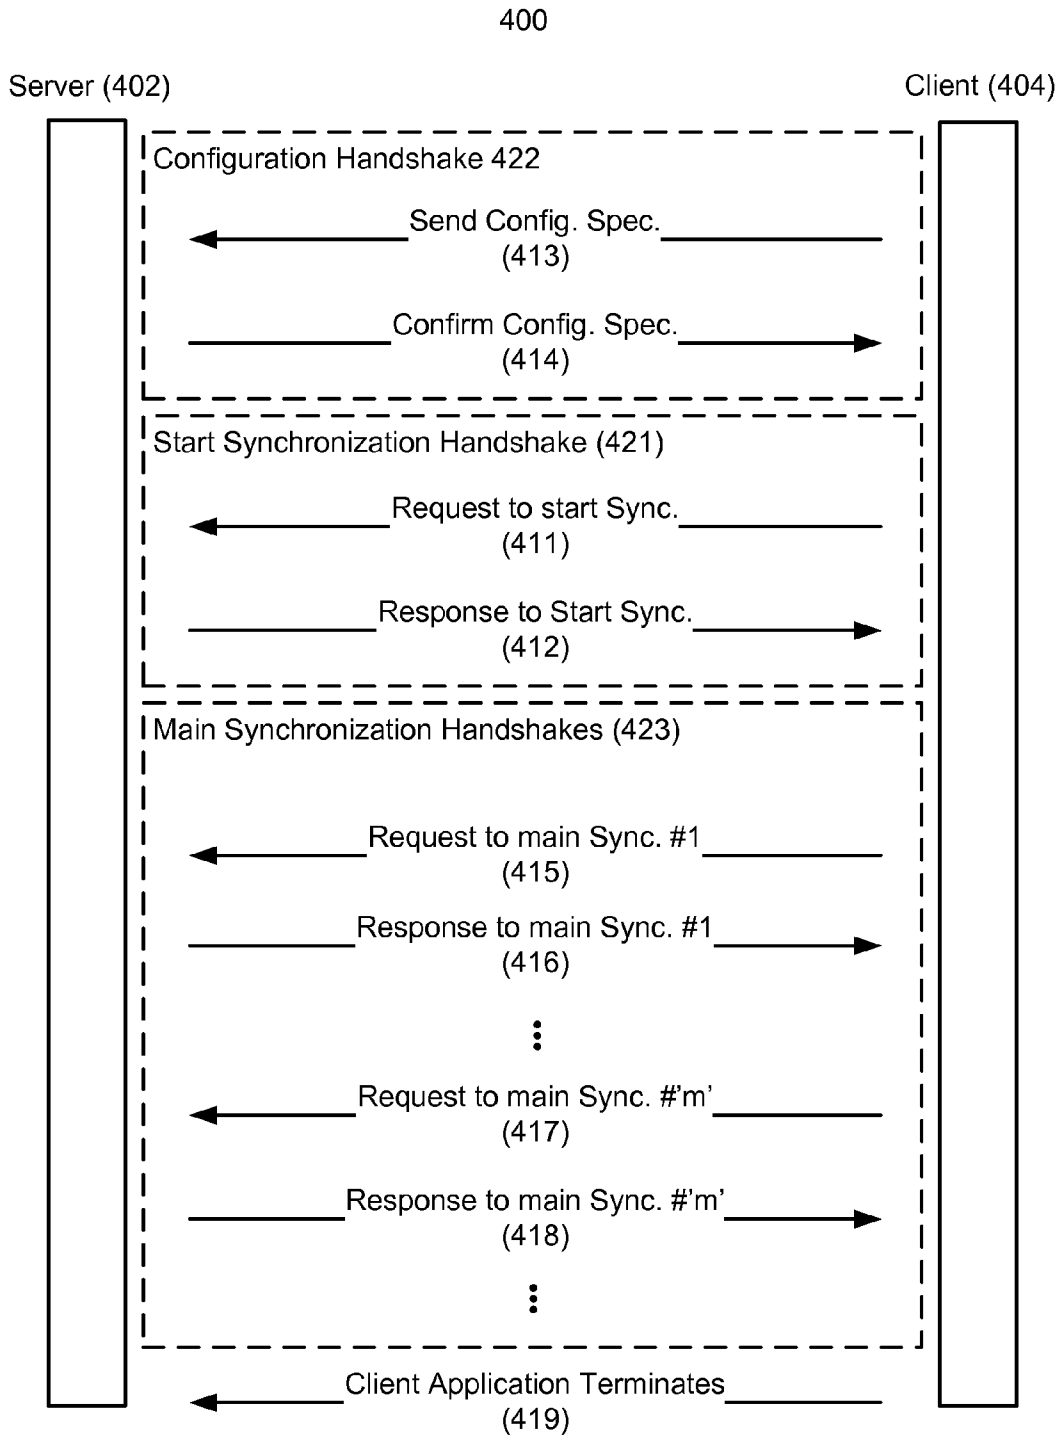 400
Server (402)
Client (404)
Configuration Handshake 422
Send Config. Spec.
(413)
Confirm Config. Spec.
(414)
Start Synchronization Handshake (421)
Request to start Sync.
(411)
Response to Start Sync.
(412)
Main Synchronization Handshakes (423)
Request to main Sync. #1
(415)
Response to main Sync. #1
(416)
Request to main Sync. #’m’
(417)
Response to main Sync. #’m’
(418)
Client Application Terminates
(419)